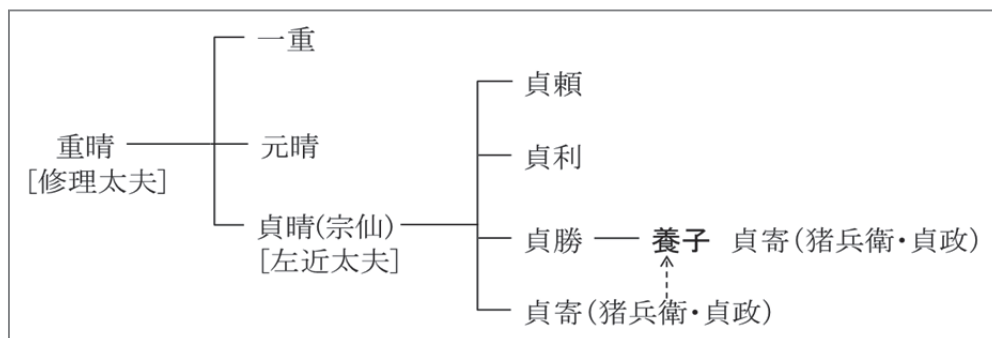 一重
貞頼
重晴
[修理太夫]
元晴
貞利
貞晴(宗仙)
[左近太夫]
貞勝
養子 貞寄(猪兵衛・貞政)
貞寄(猪兵衛・貞政)